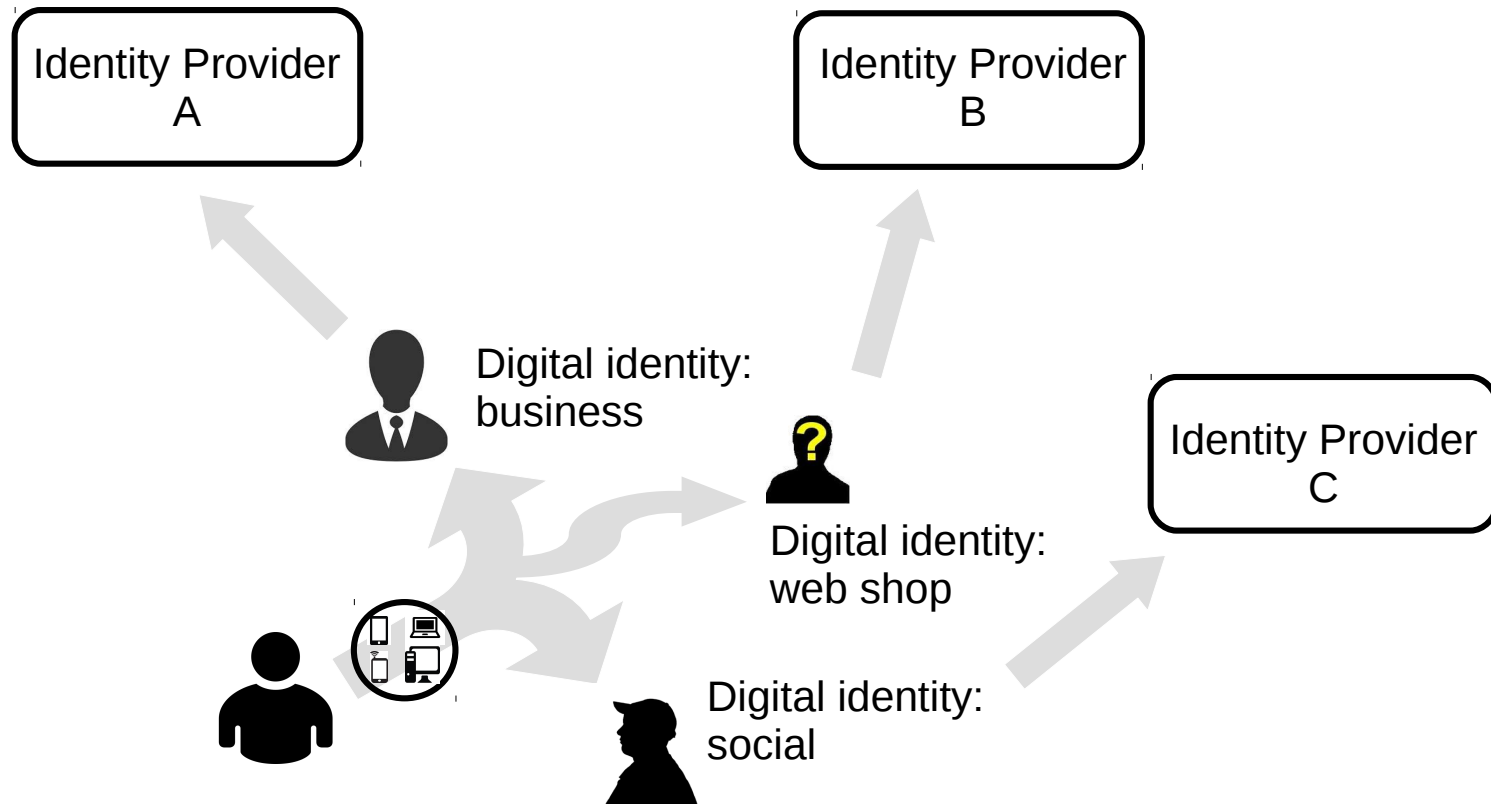 Identity Provider
A
Identity Provider
B
Digital identity:
business
?
Identity Provider
C
Digital identity:
web shop
Digital identity:
social